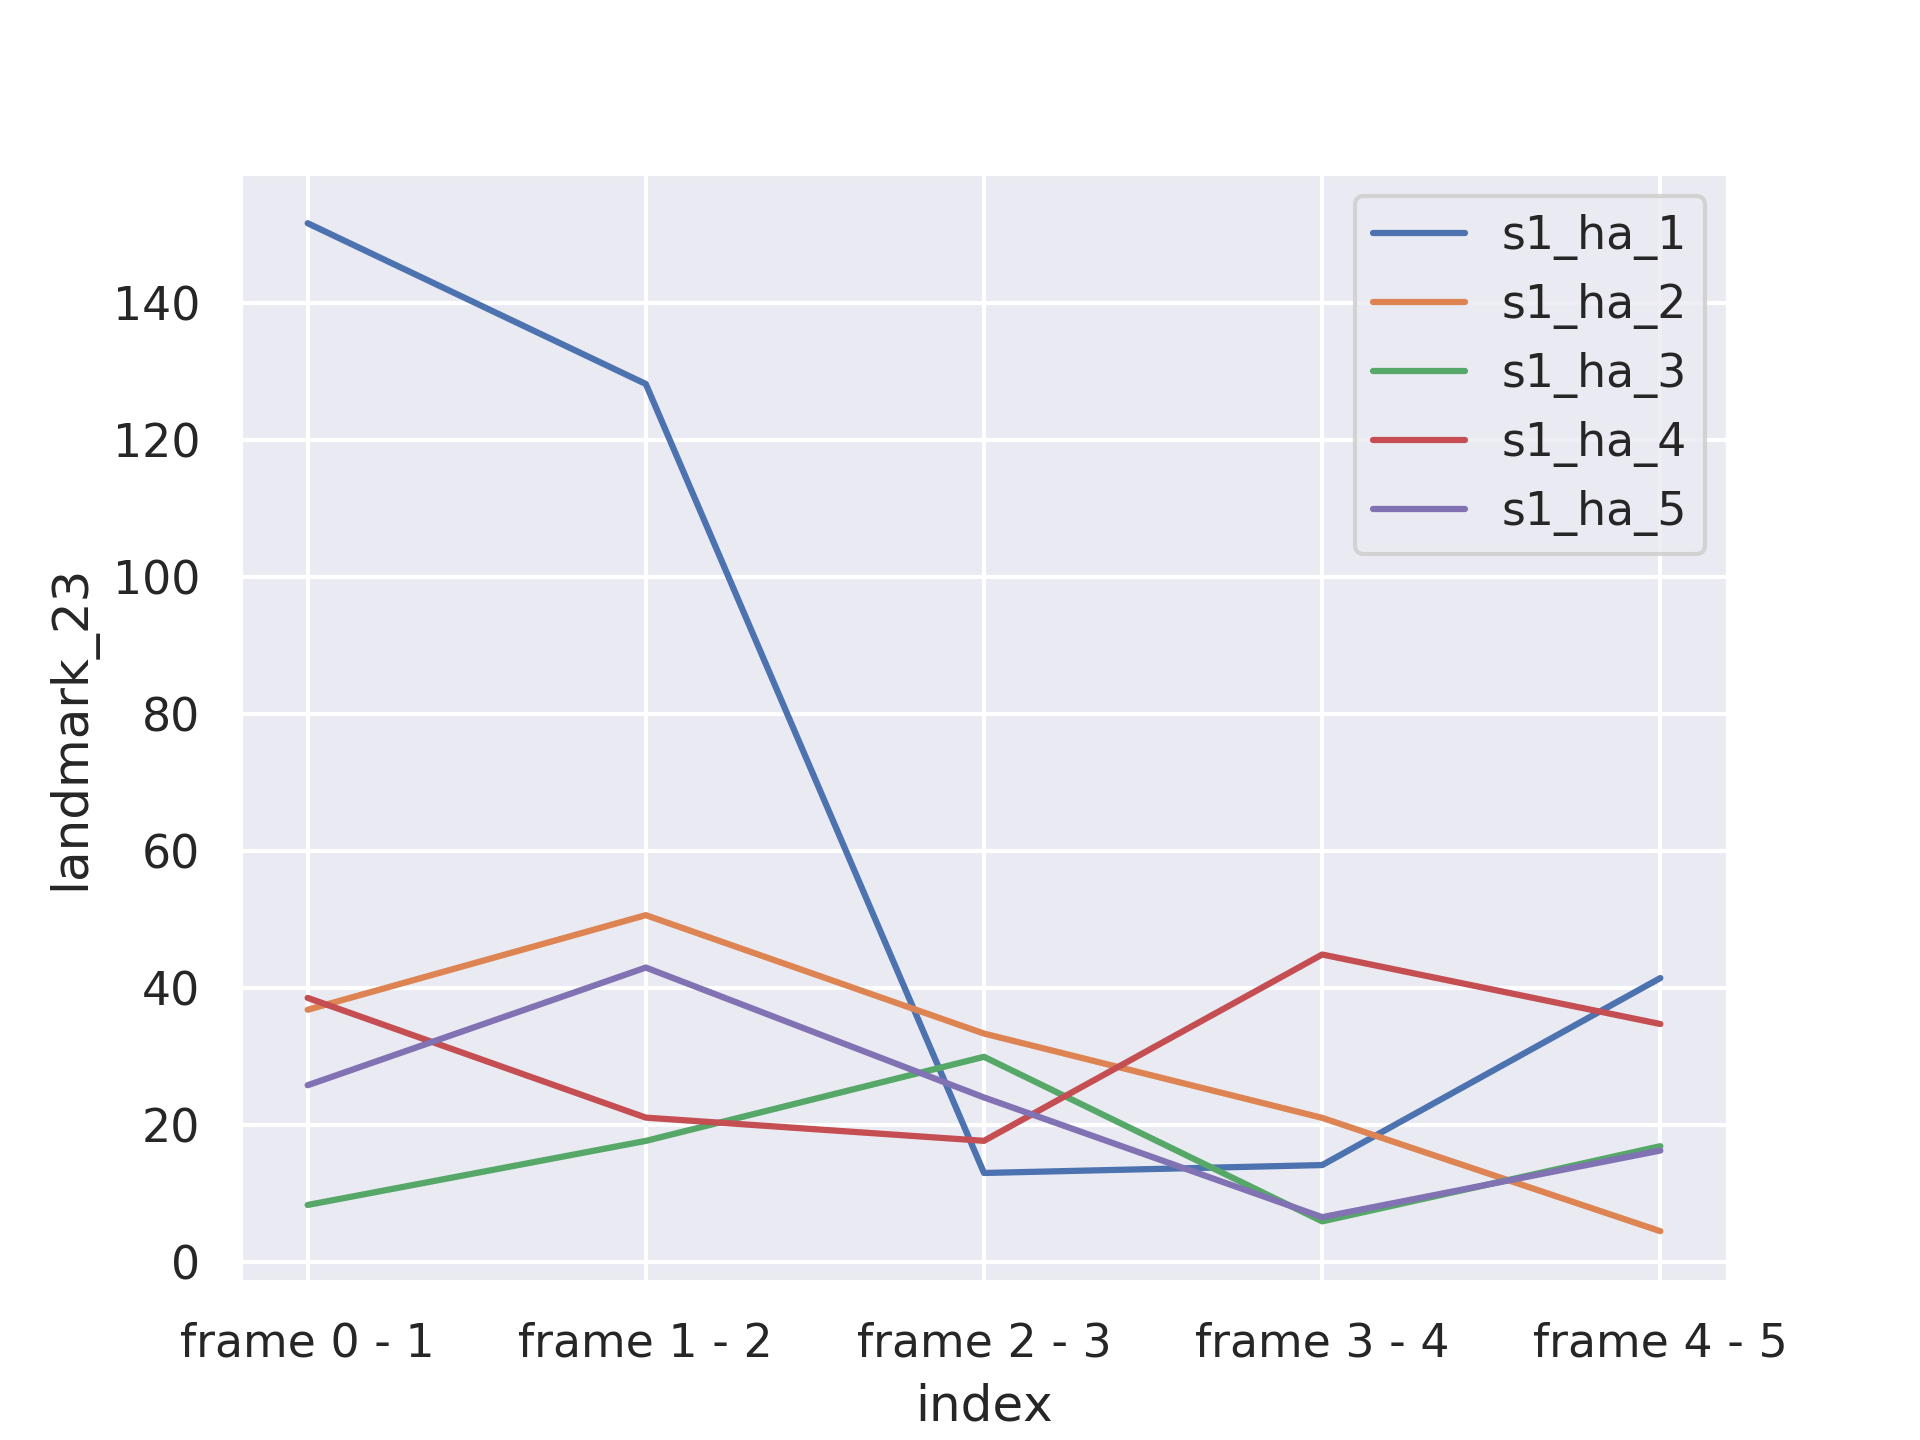 s1_ha_1
s1_ha_2
s1_ha_3
s1_ha_4
s1_ha_5
landmark_23
140
120
100
80
60
40
20
0
frame 0 - 1
frame 1 - 2
frame 2 - 3
frame 3 - 4
frame 4 - 5
index